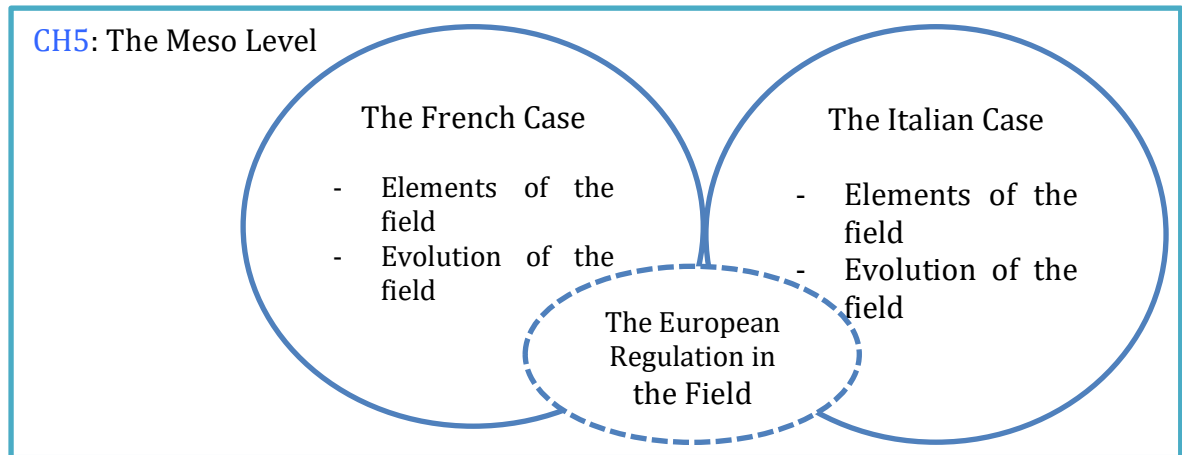 CH5: The Meso Level
The French Case
- Elements of the
field
- Evolution of the
field
The Italian Case
- Elements of the
field
- Evolution of the
field
The European
Regulation in
the Field